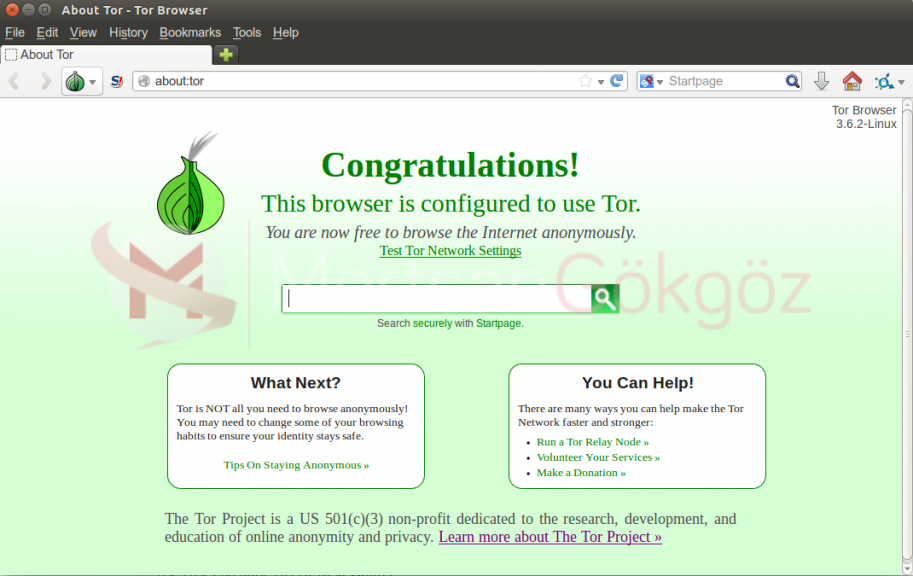 About Tor - Tor Browser
File Edit View History Bookmarks Tools Help
About Tor
S! about:tor Startpage
Tor Browser
3.6.2-Linux
Congratulations!
This browser is configured to use Tor.
You are now free to browse the Internet anonymously.
Test Tor Network Settings
M MertcanGökgöz
Search securely with Startpage.
What Next?
Tor is NOT all you need to browse anonymously!
You may need to change some of your browsing
habits to ensure your identity stays safe.
Tips On Staying Anonymous »
You Can Help!
There are many ways you can help make the Tor
Network faster and stronger:
• Run a Tor Relay Node »
• Volunteer Your Services »
• Make a Donation »
The Tor Project is a US 501(c)(3) non-profit dedicated to the research, development, and
education of online anonymity and privacy. Learn more about The Tor Project »